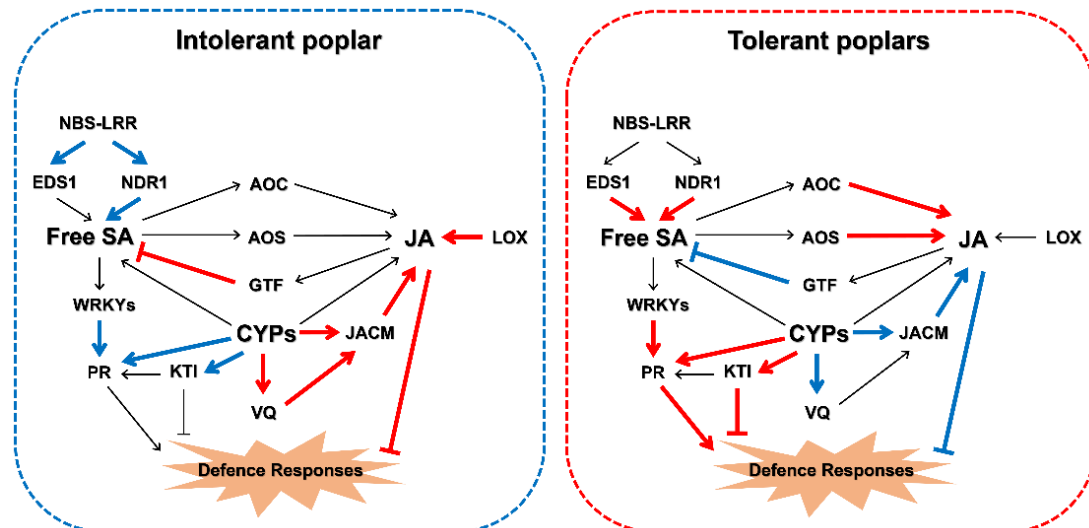 Intolerant poplar
NBS-LRR
EDS1 NDR1
AOC
Free SA AOS JA LOX
GTF
WRKYs
CYPs JACM
PR KTI
VQ
Defence Responses
Tolerant poplars
NBS-LRR
EDS1 NDR1
AOC
Free SA AOS JA LOX
GTF
WRKYs
CYPs JACM
PR KTI
VQ
Defence Responses